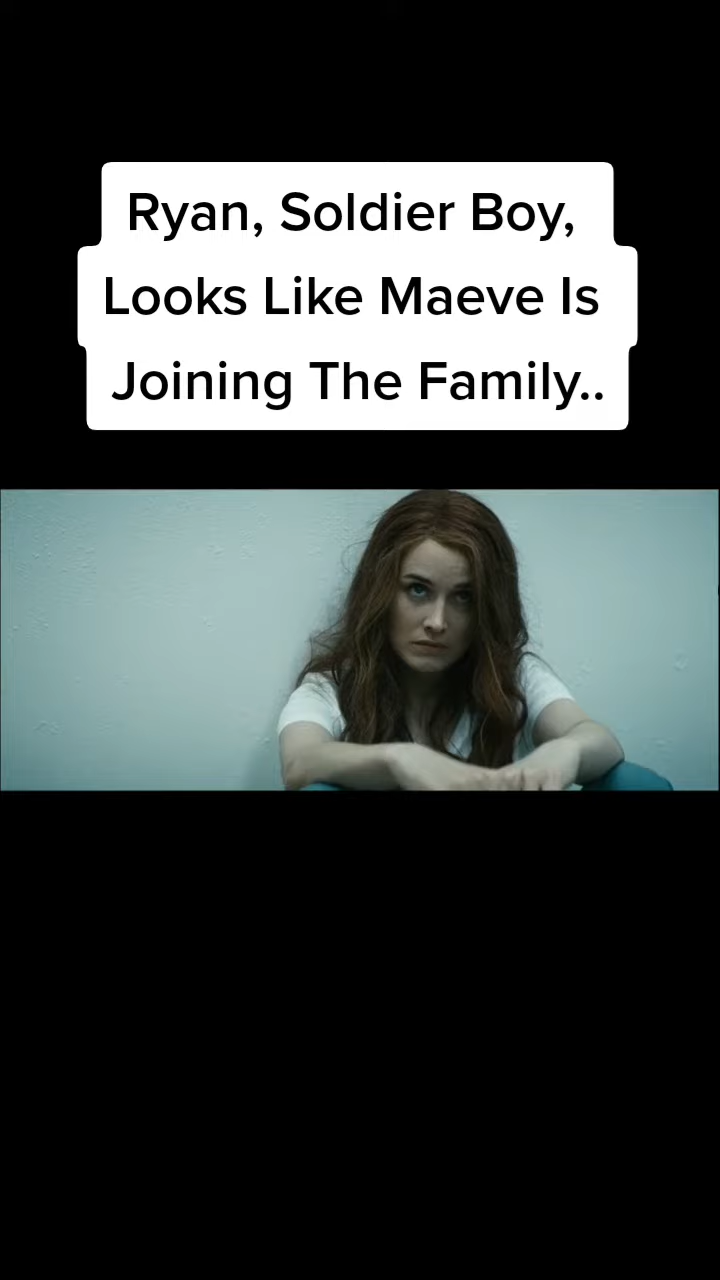 Ryan, Soldier Boy,
Looks Like Maeve Is
Joining The Family..